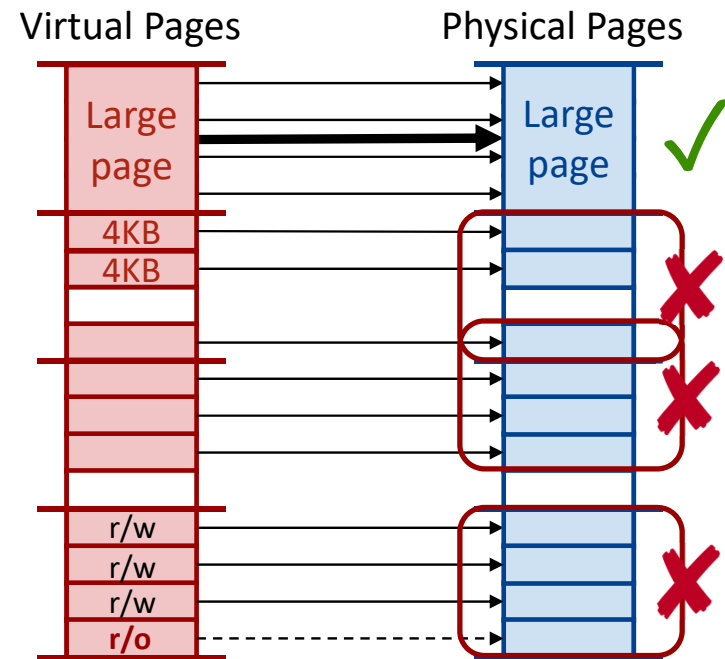 Virtual Pages
Physical Pages
Large
page
Large
page
4KB
4KB
r/w
r/w
r/w
r/o